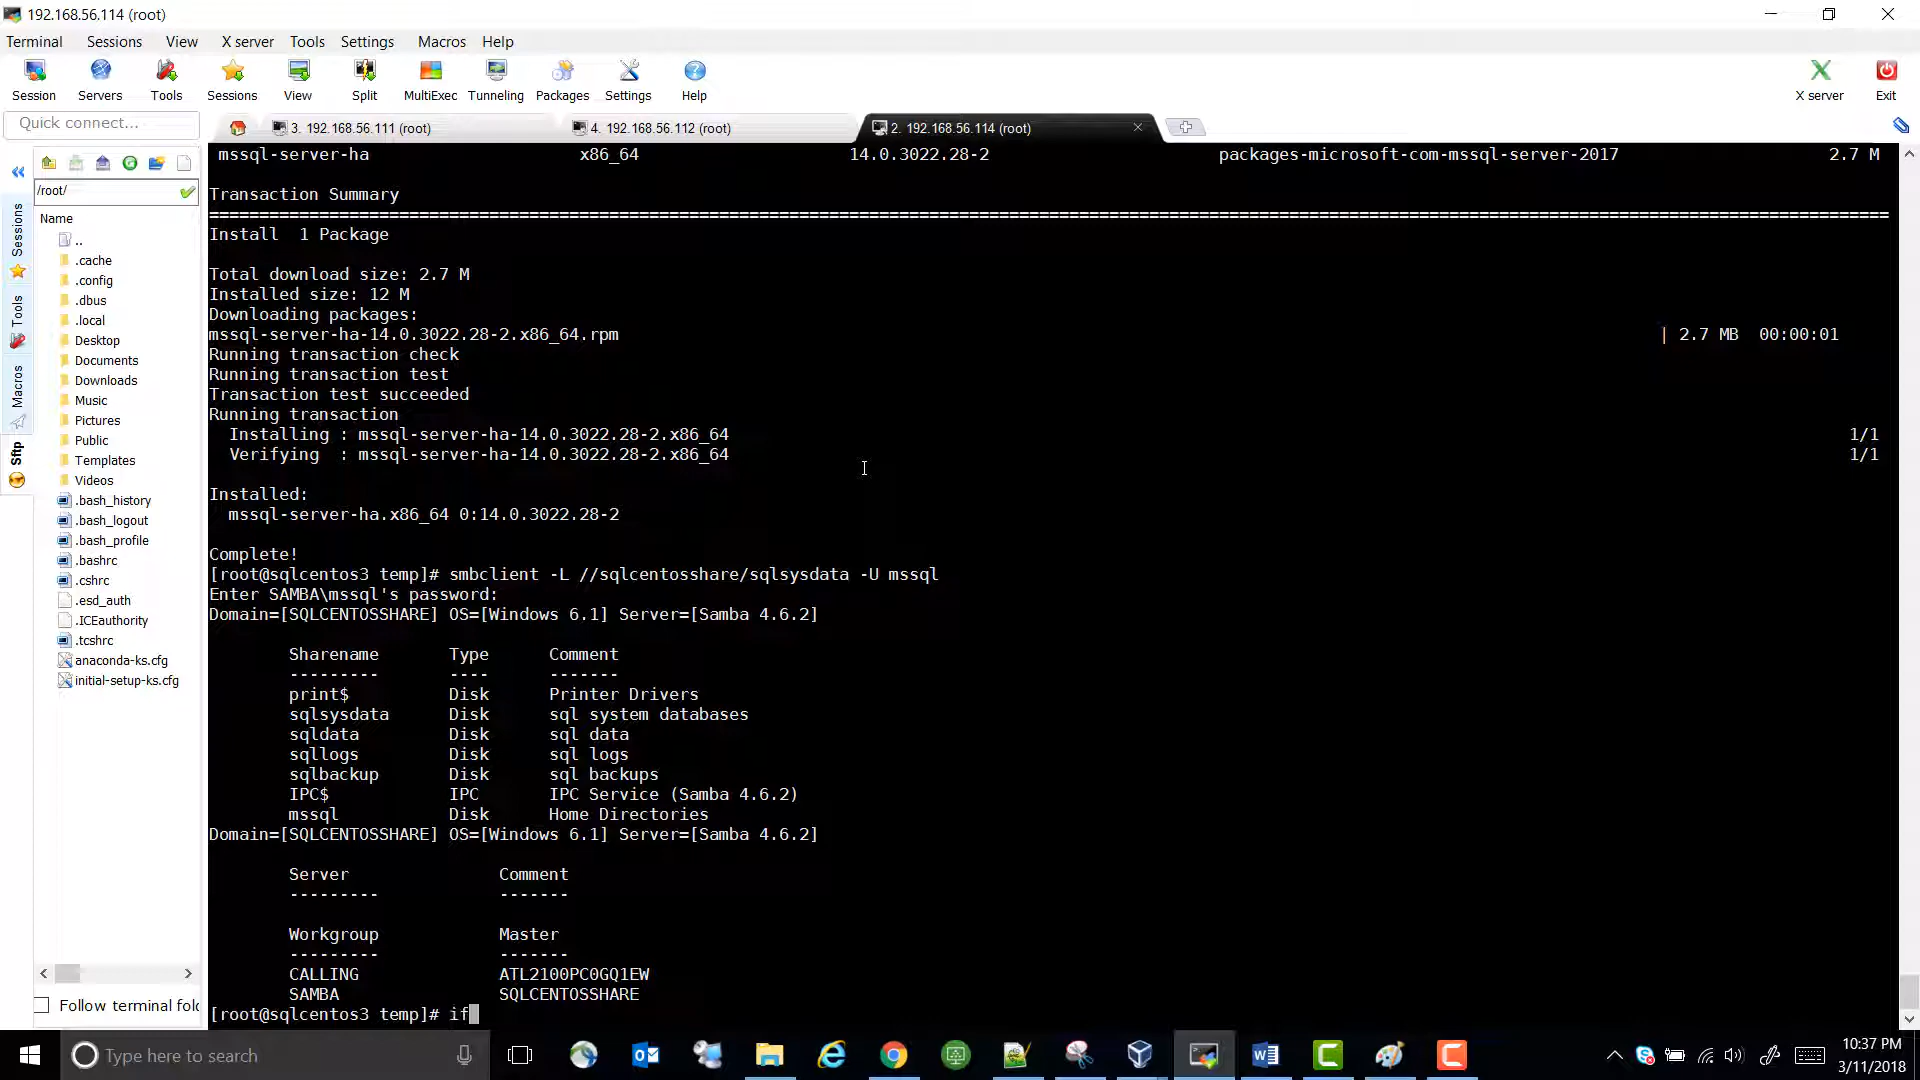 192.168.56.114 (root)
Terminal Sessions View X server Tools Settings Macros Help
Session Servers Tools Sessions View Split MultiExec Tunneling Packages Settings Help X server Exit
Quick connect...
3. 192.168.56.111 (root) 4. 192.168.56.112 (root) 2. 192.168.56.114 (root)
/root/
Name
..
.cache
.config
.dbus
.local
Desktop
Documents
Downloads
Music
Pictures
Public
Templates
Videos
.bash_history
.bash_logout
.bash_profile
.bashrc
.cshrc
.esd_auth
.ICEauthority
.tcshrc
anaconda-ks.cfg
initial-setup-ks.cfg
Follow terminal fold
Sessions
Tools
Macros
Sftp
mssql-server-ha x86_64 14.0.3022.28-2 packages-microsoft-com-mssql-server-2017 2.7 M
Transaction Summary
================================================================================
Install 1 Package
Total download size: 2.7 M
Installed size: 12 M
Downloading packages:
mssql-server-ha-14.0.3022.28-2.x86_64.rpm | 2.7 MB 00:00:01
Running transaction check
Running transaction test
Transaction test succeeded
Running transaction
Installing : mssql-server-ha-14.0.3022.28-2.x86_64 1/1
Verifying : mssql-server-ha-14.0.3022.28-2.x86_64 1/1
Installed:
mssql-server-ha.x86_64 0:14.0.3022.28-2
Complete!
[root@sqlcentos3 temp]# smbclient -L //sqlcentosshare/sqlsysdata -U mssql
Enter SAMBA\mssql's password:
Domain=[SQLCENTOSSHARE] OS=[Windows 6.1] Server=[Samba 4.6.2]
Sharename Type Comment
--------- ---- -------
print$ Disk Printer Drivers
sqlsysdata Disk sql system databases
sqldata Disk sql data
sqllogs Disk sql logs
sqlbackup Disk sql backups
IPC$ IPC IPC Service (Samba 4.6.2)
mssql Disk Home Directories
Domain=[SQLCENTOSSHARE] OS=[Windows 6.1] Server=[Samba 4.6.2]
Server Comment
--------- -------
Workgroup Master
--------- -------
CALLING ATL2100PC0GQ1EW
SAMBA SQLCENTOSSHARE
[root@sqlcentos3 temp]# if
Type here to search
10:37 PM
3/11/2018